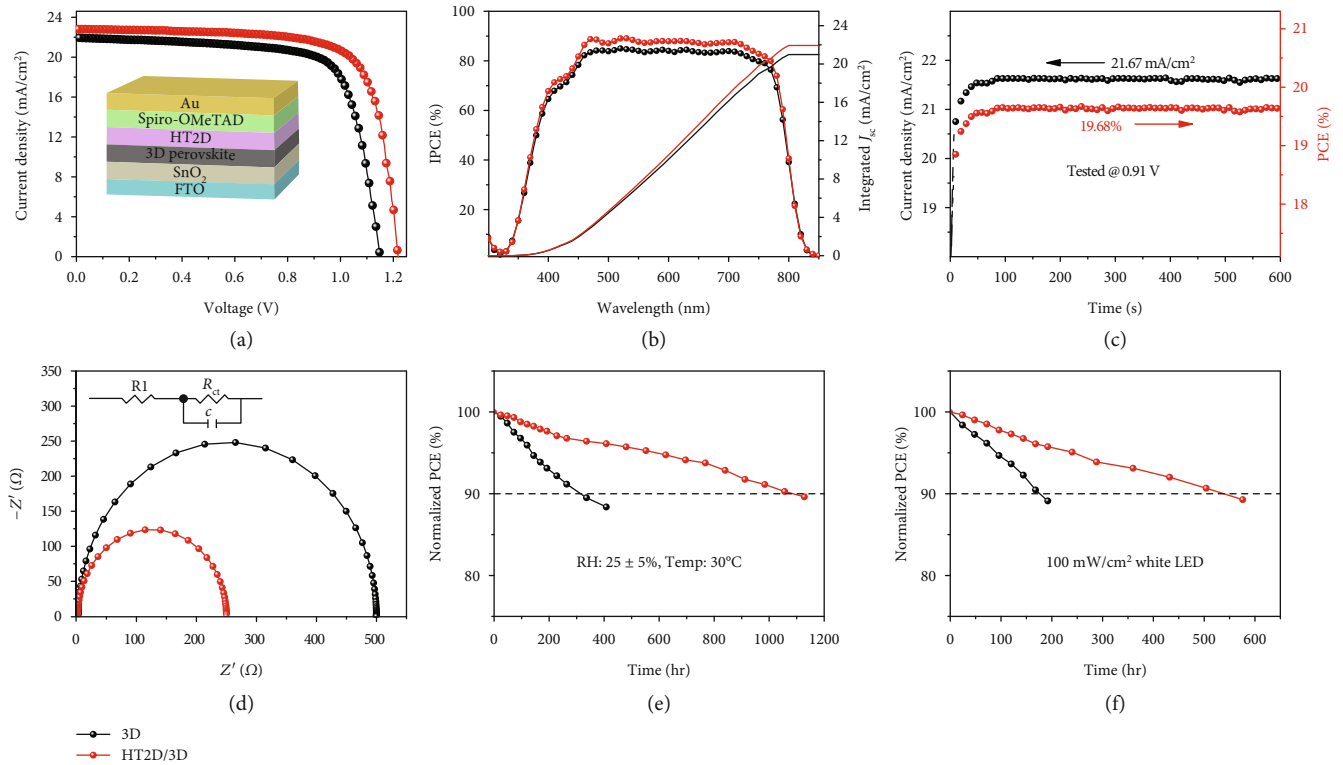 24
20
16
12
8
4
0
Current density (mA/cm²)
Au
Spiro-OMeTAD
HT2D
3D perovskite
SnO₂
FTO
0.0 0.2 0.4 0.6 0.8 1.0 1.2
Voltage (V)
(a)
100
80
60
40
20
IPCE (%)
24
20
16
12
8
4
0
Integrated Jsc (mA/cm²)
400 500 600 700 800
Wavelength (nm)
(b)
22
21
20
19
18
Current density (mA/cm²)
21.67 mA/cm²
19.68%
Tested @ 0.91 V
21
20
19
18
PCE (%)
0 100 200 300 400 500 600
Time (s)
(c)
350
300
250
200
150
100
50
0
−Z′ (Ω)
R1
Rct
c
0 100 200 300 400 500
Z′ (Ω)
(d)
100
90
80
Normalized PCE (%)
RH: 25 ± 5%, Temp: 30°C
0 200 400 600 800 1000 1200
Time (hr)
(e)
100
90
80
Normalized PCE (%)
100 mW/cm² white LED
0 100 200 300 400 500 600
Time (hr)
(f)
3D
HT2D/3D